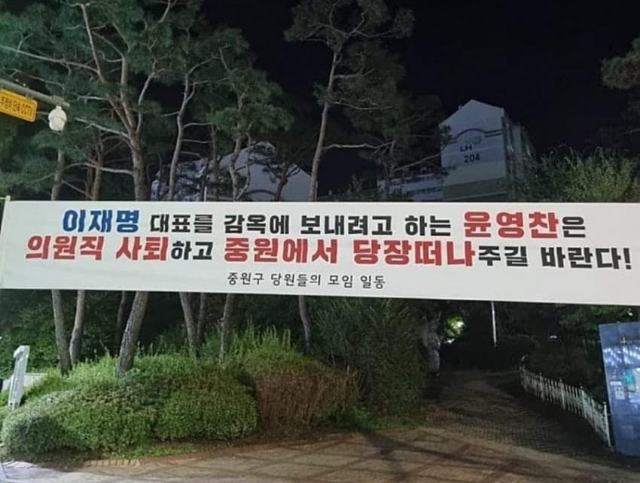 이재명 대표를 감옥에 보내려고 하는 윤영찬은
의원직 사퇴하고 중원에서 당장떠나주길 바란다!
중원구 당원들의 모임 일동
LH
204